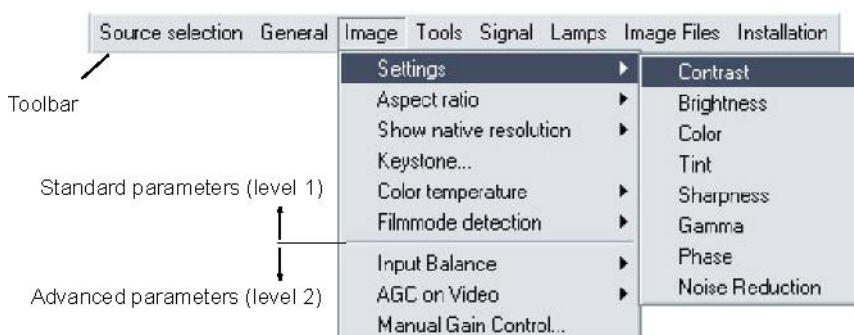 Source selection General Image Tools Signal Lamps Image Files Installation
Toolbar
Settings
Aspect ratio
Show native resolution
Keystone...
Color temperature
Filmmode detection
Input Balance
AGC on Video
Manual Gain Control...
Contrast
Brightness
Color
Tint
Sharpness
Gamma
Phase
Noise Reduction
Standard parameters (level 1)
Advanced parameters (level 2)